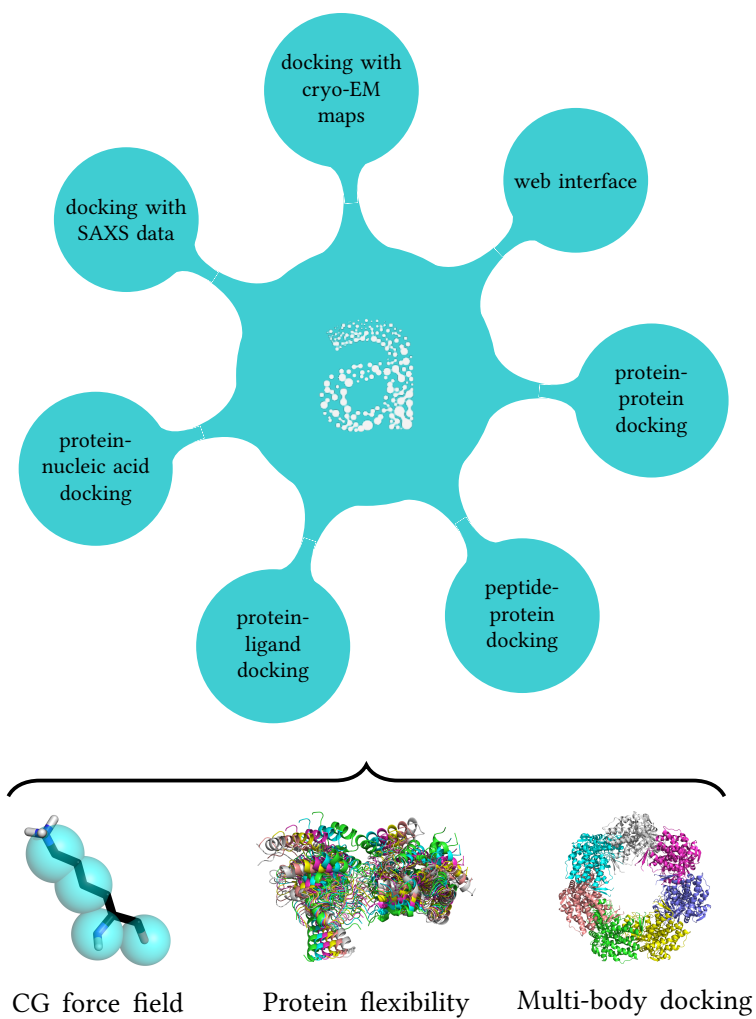 docking with
cryo-EM
maps
web interface
docking with
SAXS data
protein-
protein
docking
protein-
nucleic acid
docking
peptide-
protein
docking
protein-
ligand
docking
a
CG force field
Protein flexibility
Multi-body docking